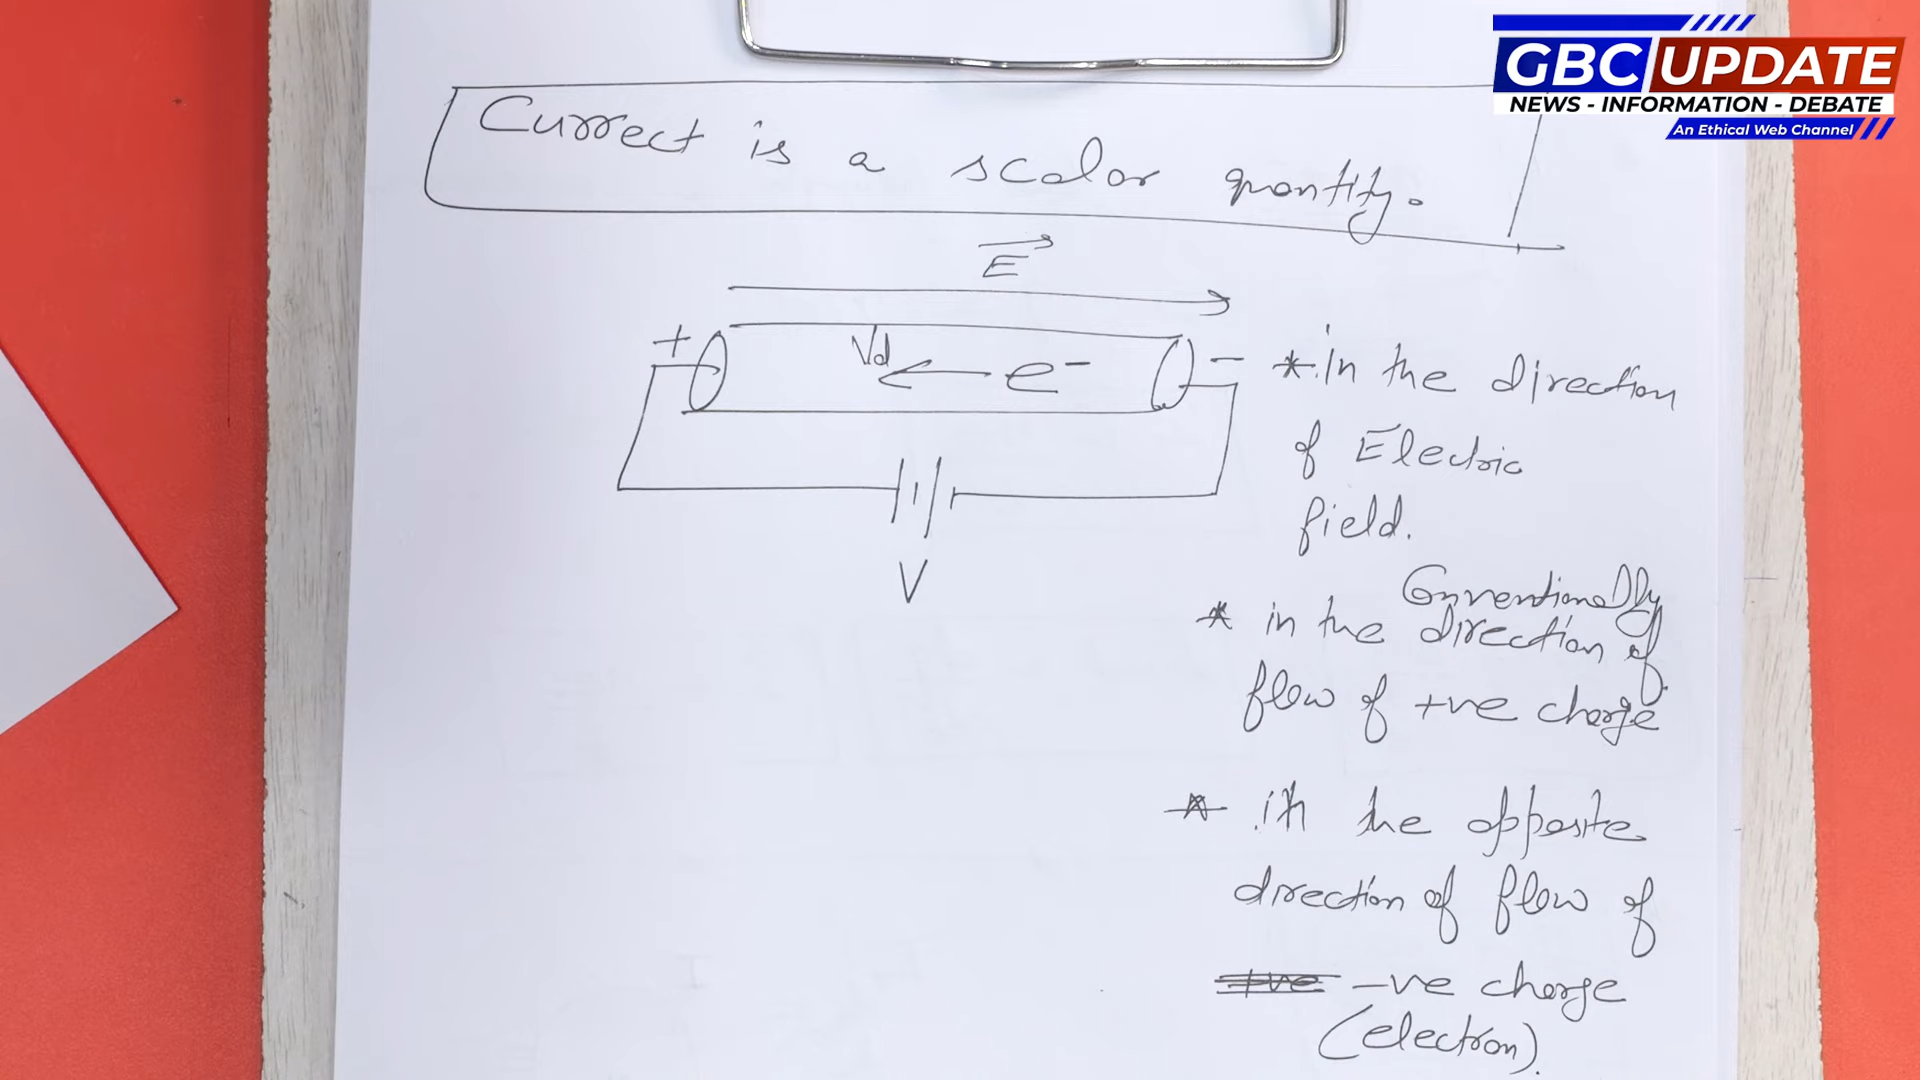 GBC UPDATE
NEWS - INFORMATION - DEBATE
An Ethical Web Channel
Currect is a scalar quantity.
E
+ Vd e⁻ −
V
* in the direction
of Electric
field.
Conventionally
* in the direction of
flow of +ve charge
* in the opposite
direction of flow of
+ve -ve charge
(electron).